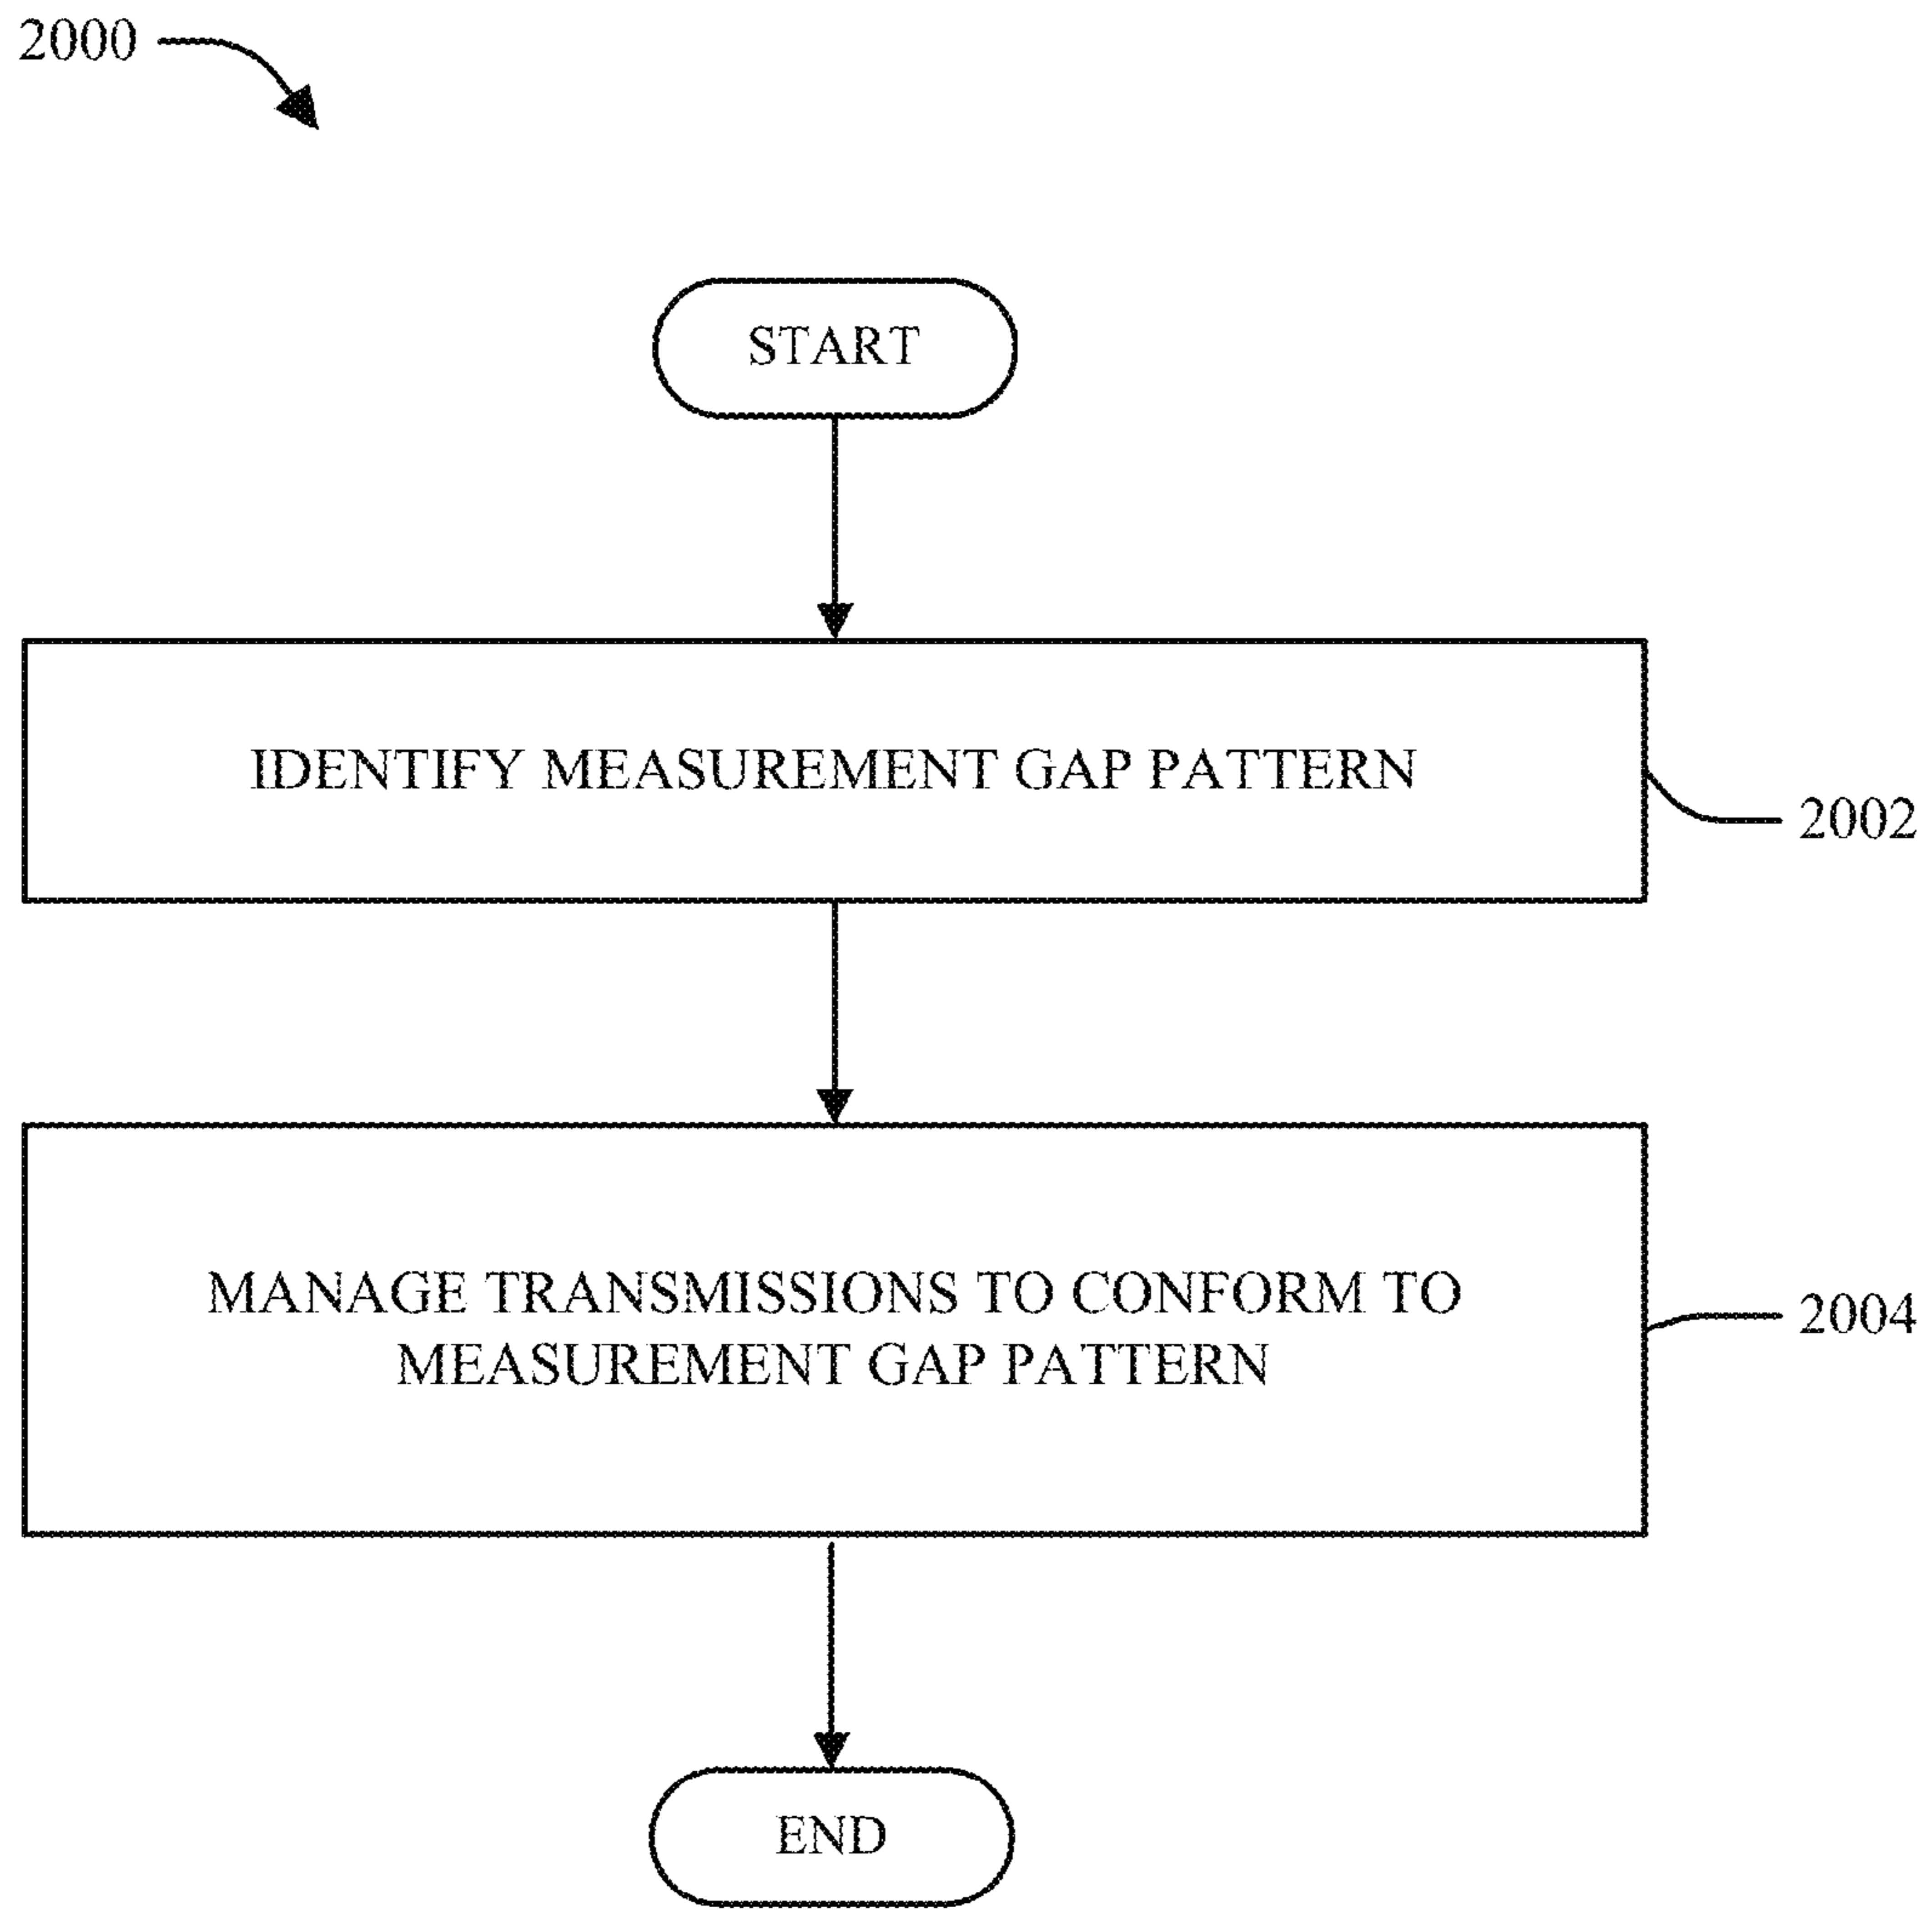 2000
START
IDENTIFY MEASUREMENT GAP PATTERN
2002
MANAGE TRANSMISSIONS TO CONFORM TO
MEASUREMENT GAP PATTERN
2004
END